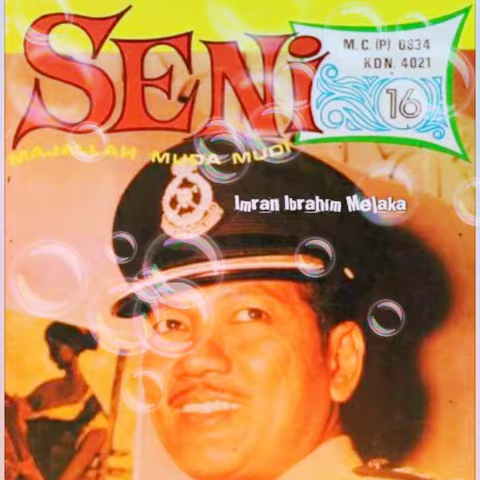 SENi
M.C.(P) 0834
KDN. 4021
16
MAJALLAH MUDA MUDI
Imran Ibrahim Melaka